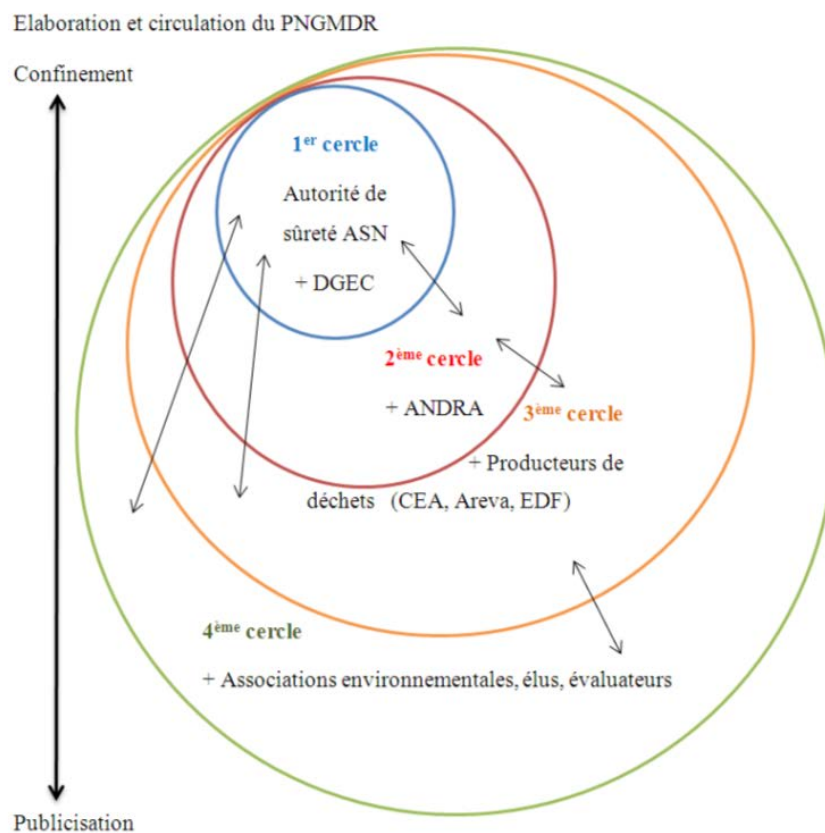 Elaboration et circulation du PNGMDR
Confinement
1er cercle
Autorité de
sûreté ASN
+ DGEC
2ème cercle
+ ANDRA
3ème cercle
+ Producteurs de
déchets (CEA, Areva, EDF)
4ème cercle
+ Associations environnementales, élus, évaluateurs
Publicisation